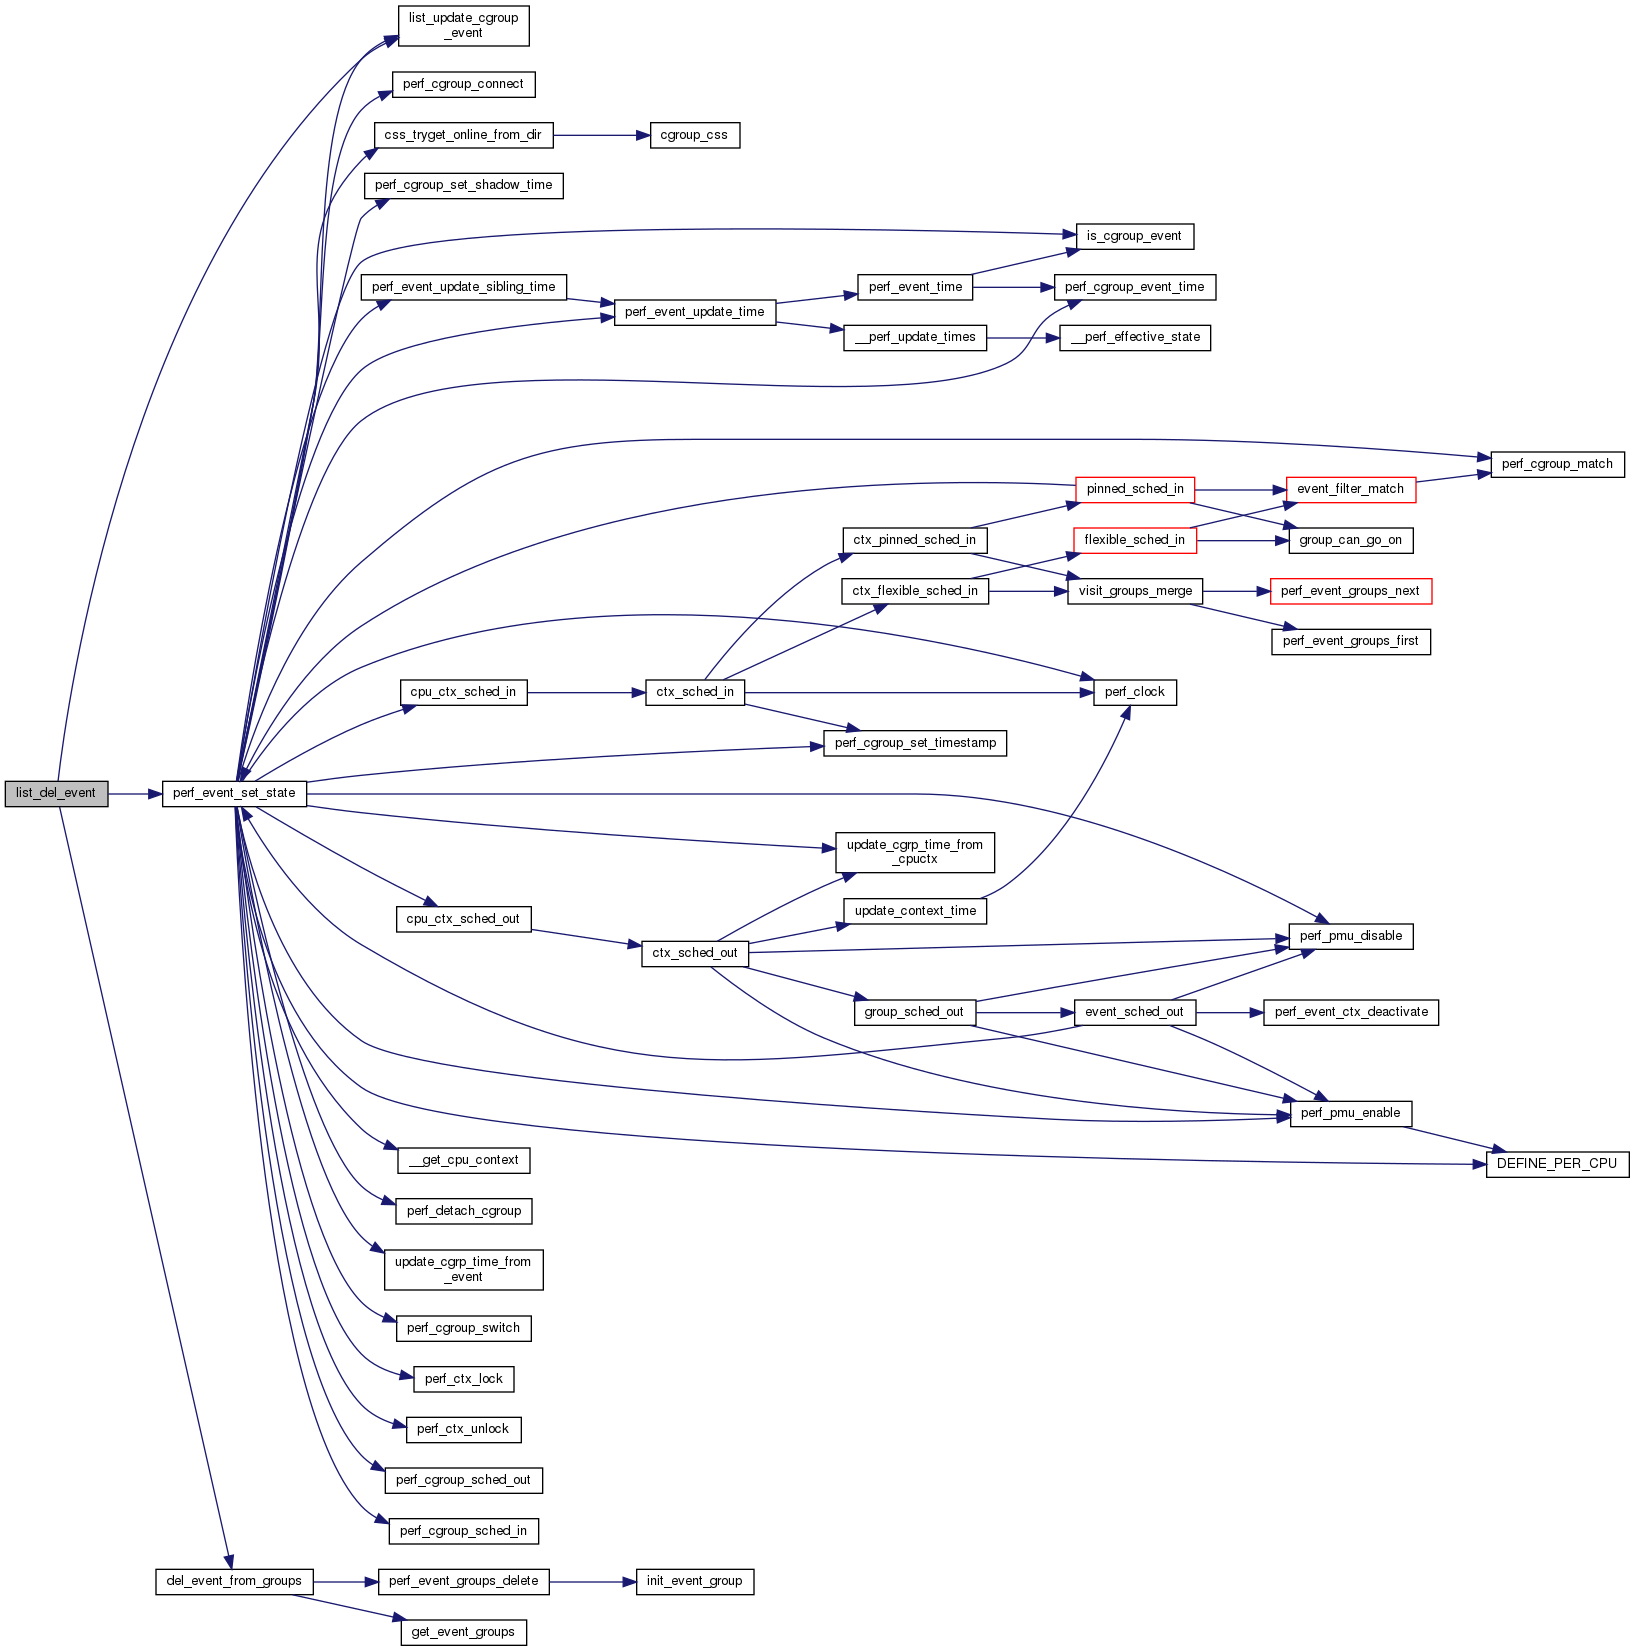 list_update_cgroup
_event
perf_cgroup_connect
css_tryget_online_from_dir
cgroup_css
perf_cgroup_set_shadow_time
is_cgroup_event
perf_event_update_sibling_time
perf_event_time
perf_cgroup_event_time
perf_event_update_time
__perf_update_times
__perf_effective_state
perf_cgroup_match
pinned_sched_in
event_filter_match
ctx_pinned_sched_in
flexible_sched_in
group_can_go_on
ctx_flexible_sched_in
visit_groups_merge
perf_event_groups_next
perf_event_groups_first
cpu_ctx_sched_in
ctx_sched_in
perf_clock
perf_cgroup_set_timestamp
list_del_event
perf_event_set_state
update_cgrp_time_from
_cpuctx
cpu_ctx_sched_out
update_context_time
ctx_sched_out
perf_pmu_disable
group_sched_out
event_sched_out
perf_event_ctx_deactivate
perf_pmu_enable
__get_cpu_context
DEFINE_PER_CPU
perf_detach_cgroup
update_cgrp_time_from
_event
perf_cgroup_switch
perf_ctx_lock
perf_ctx_unlock
perf_cgroup_sched_out
perf_cgroup_sched_in
del_event_from_groups
perf_event_groups_delete
init_event_group
get_event_groups